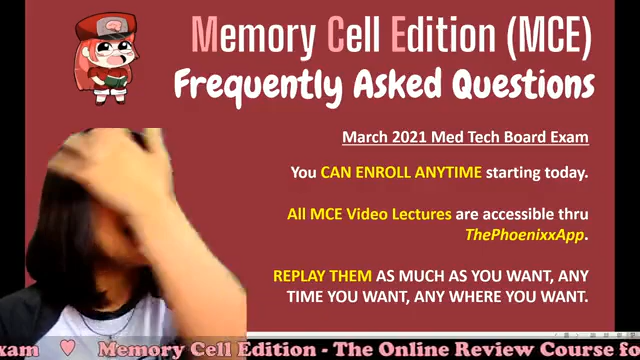 Memory Cell Edition (MCE)
Frequently Asked Questions
March 2021 Med Tech Board Exam
You CAN ENROLL ANYTIME starting today.
All MCE Video Lectures are accessible thru
ThePhoenixxApp.
REPLAY THEM AS MUCH AS YOU WANT, ANY
TIME YOU WANT, ANY WHERE YOU WANT.
xam ♥ Memory Cell Edition - The Online Review Course fo